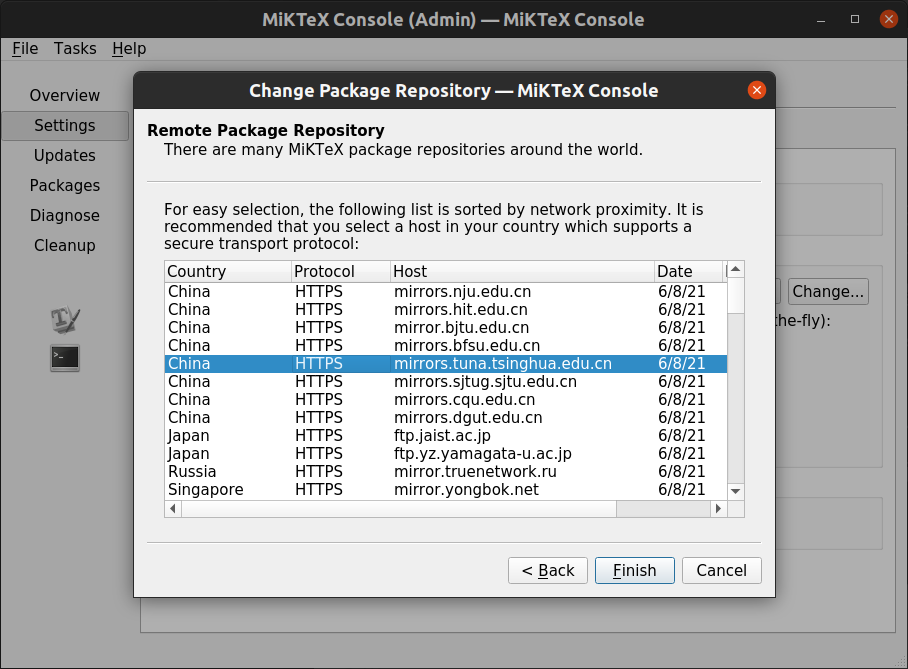 MiKTeX Console (Admin) — MiKTeX Console
File Tasks Help
Overview
Settings
Updates
Packages
Diagnose
Cleanup
Change...
he-fly):
Change Package Repository — MiKTeX Console
Remote Package Repository
There are many MiKTeX package repositories around the world.
For easy selection, the following list is sorted by network proximity. It is
recommended that you select a host in your country which supports a
secure transport protocol:
Country Protocol Host Date
China HTTPS mirrors.nju.edu.cn 6/8/21
China HTTPS mirrors.hit.edu.cn 6/8/21
China HTTPS mirror.bjtu.edu.cn 6/8/21
China HTTPS mirrors.bfsu.edu.cn 6/8/21
China HTTPS mirrors.tuna.tsinghua.edu.cn 6/8/21
China HTTPS mirrors.sjtug.sjtu.edu.cn 6/8/21
China HTTPS mirrors.cqu.edu.cn 6/8/21
China HTTPS mirrors.dgut.edu.cn 6/8/21
Japan HTTPS ftp.jaist.ac.jp 6/8/21
Japan HTTPS ftp.yz.yamagata-u.ac.jp 6/8/21
Russia HTTPS mirror.truenetwork.ru 6/8/21
Singapore HTTPS mirror.yongbok.net 6/8/21
< Back Finish Cancel